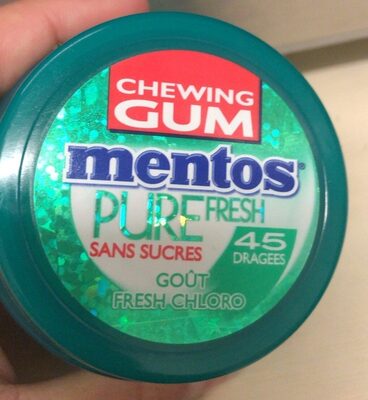 CHEWING
GUM
mentos
PURE FRESH
SANS SUCRES
45
DRAGEES
GOÛT
FRESH CHLORO